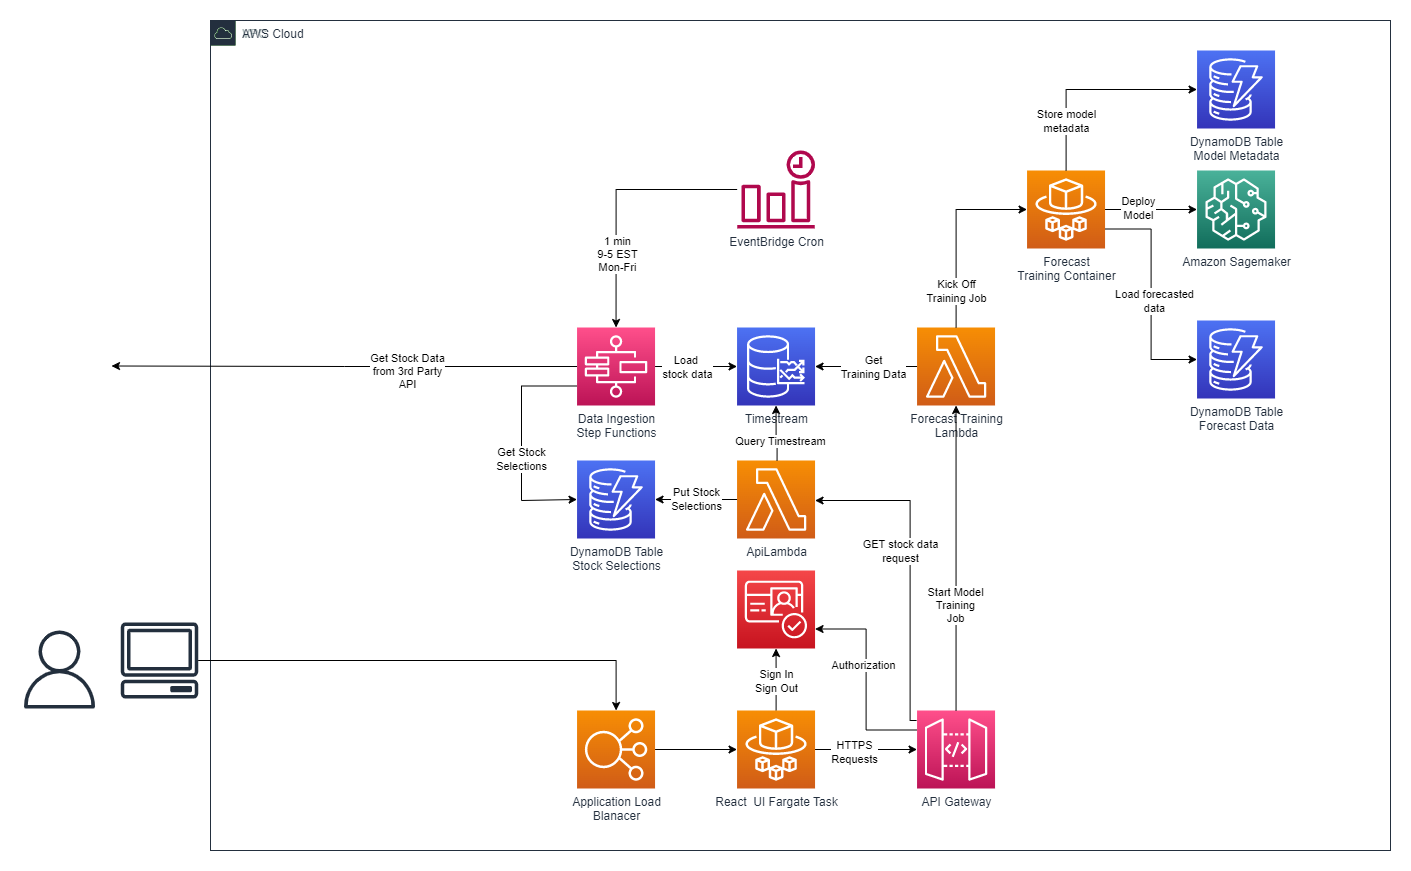 AWS Cloud
Store model
metadata
DynamoDB Table
Model Metadata
Deploy
Model
EventBridge Cron
Forecast
Training Container
Amazon Sagemaker
1 min
9-5 EST
Mon-Fri
Kick Off
Training Job
Load forecasted
data
Get Stock Data
from 3rd Party
API
Load
stock data
Get
Training Data
Data Ingestion
Step Functions
Timestream
Forecast Training
Lambda
DynamoDB Table
Forecast Data
Query Timestream
Get Stock
Selections
Put Stock
Selections
DynamoDB Table
Stock Selections
ApiLambda
GET stock data
request
Start Model
Training
Job
Authorization
Sign In
Sign Out
HTTPS
Requests
</>
Application Load
Blanacer
React UI Fargate Task
API Gateway